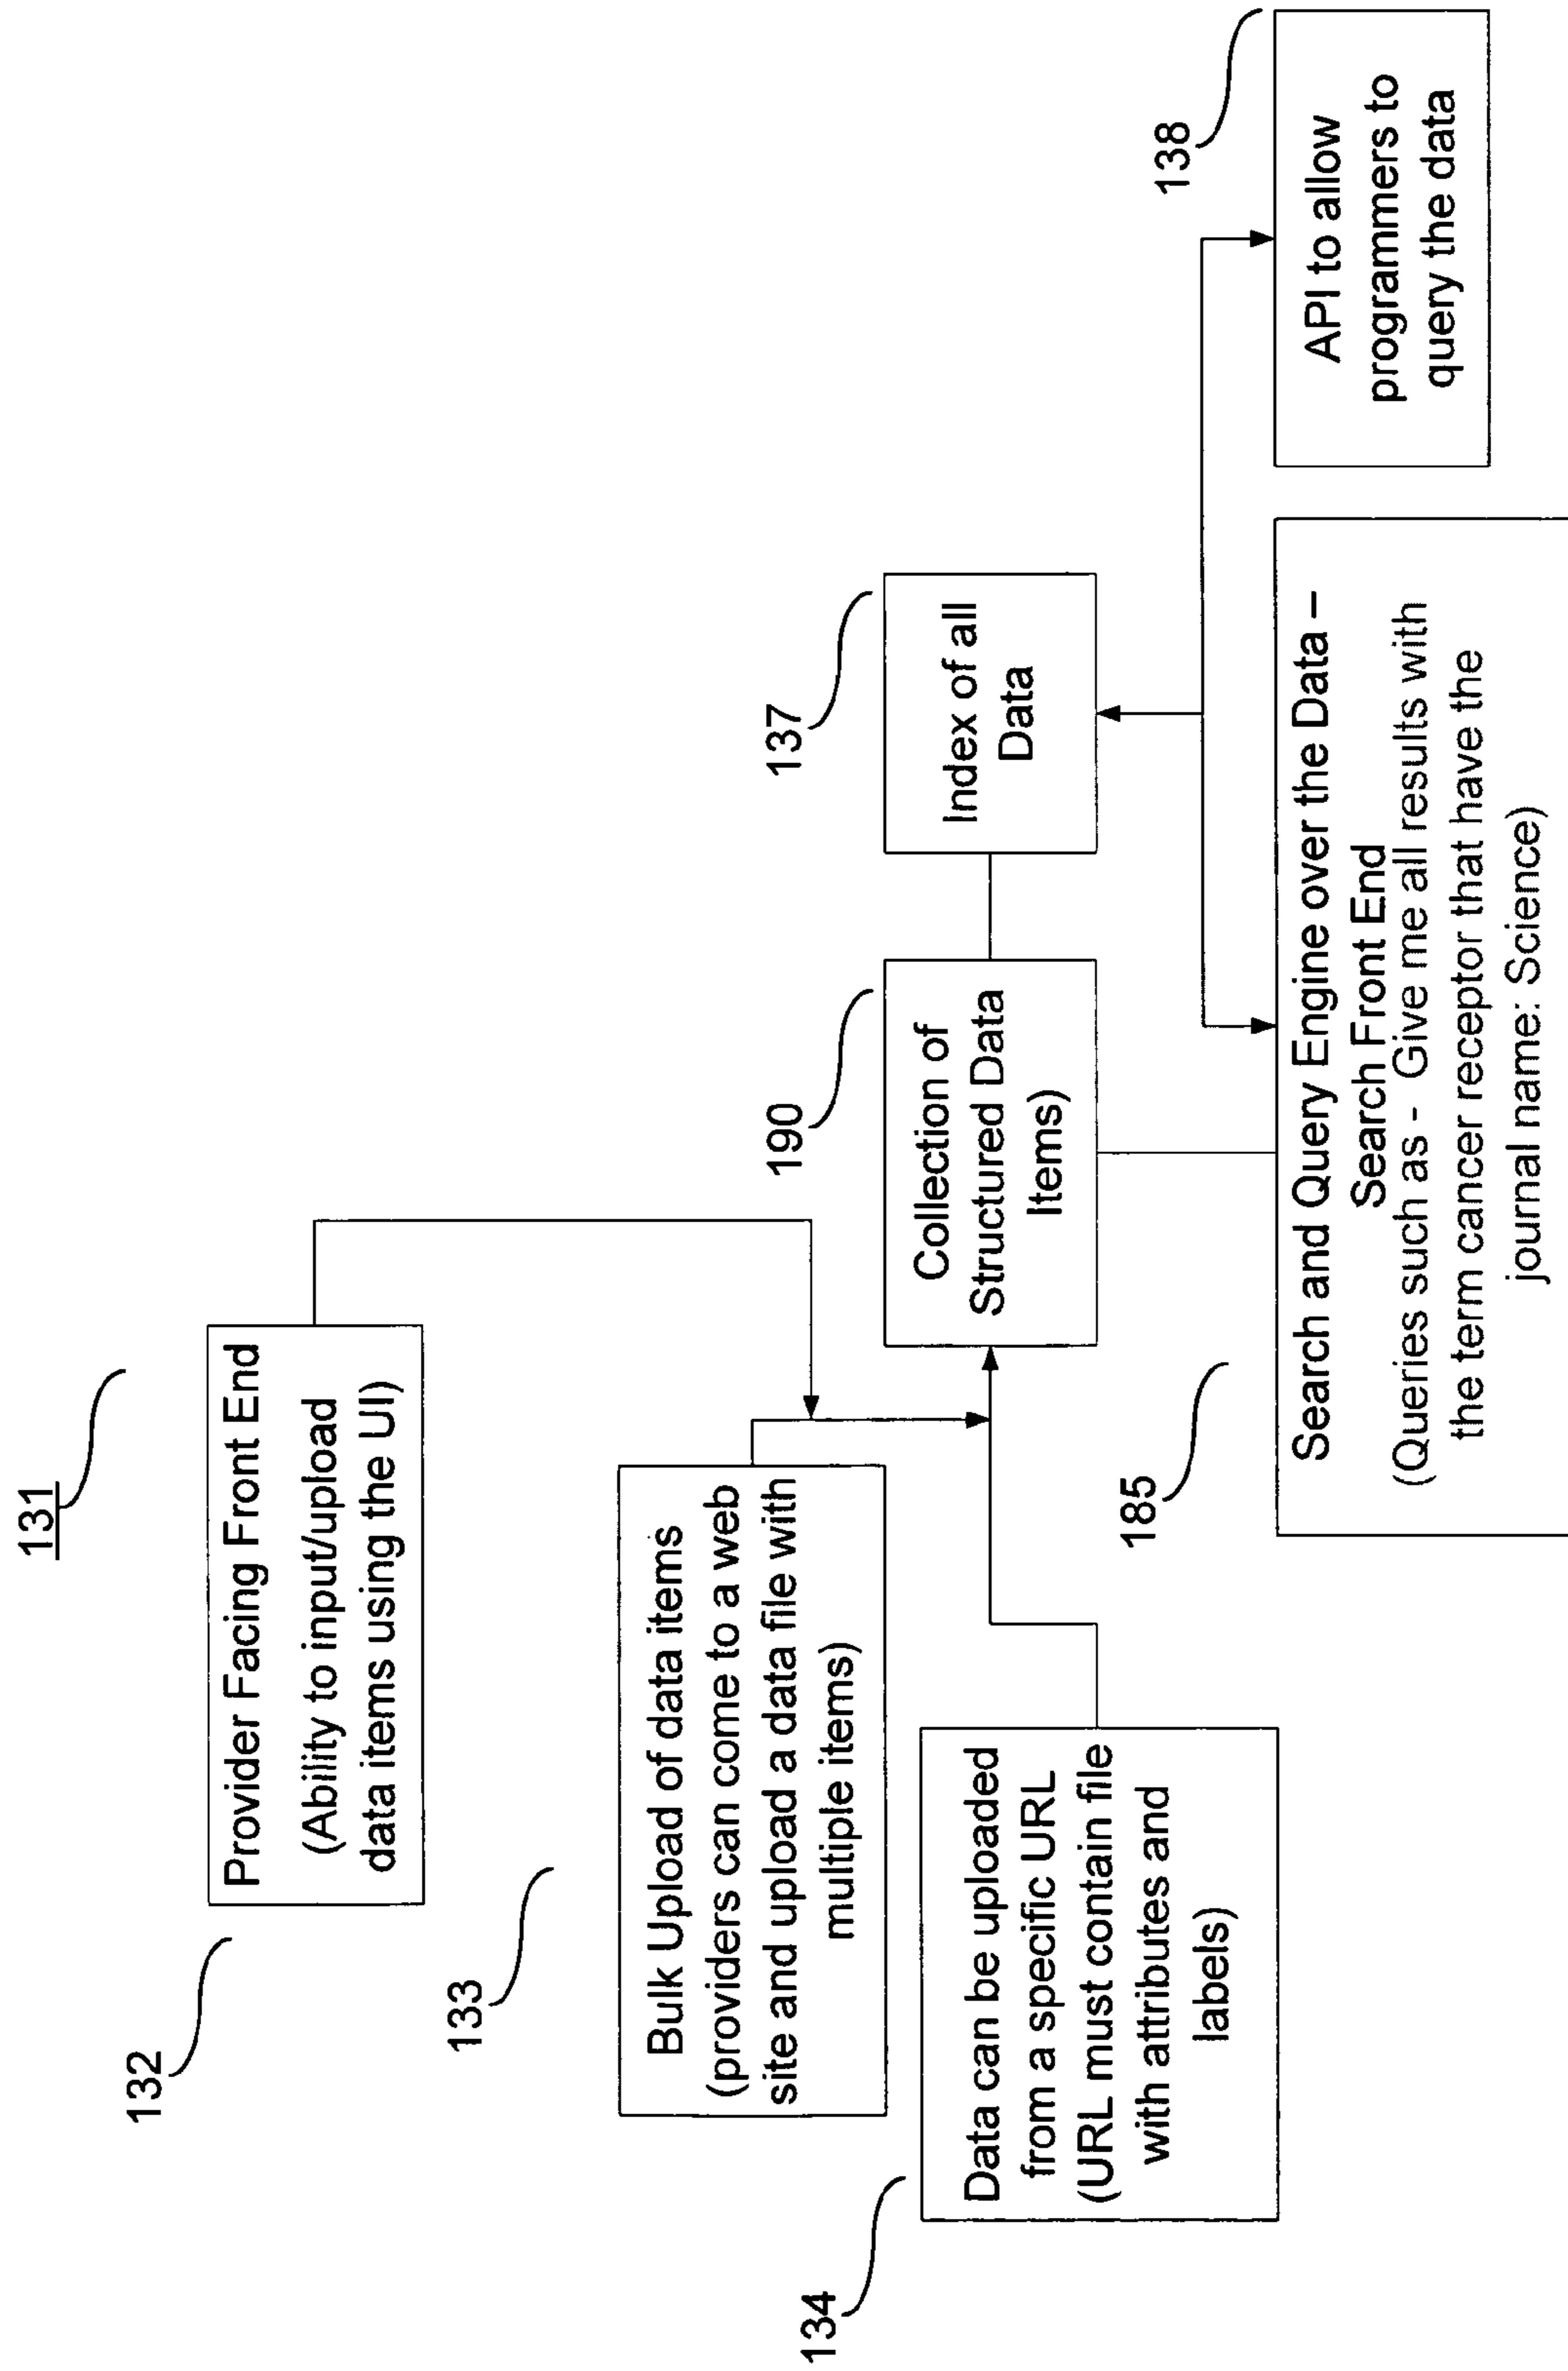 131
132
Provider Facing Front End
(Ability to input/upload
data items using the UI)
133
Bulk Upload of data items
(providers can come to a web
site and upload a data file with
multiple items)
134
Data can be uploaded
from a specific URL
(URL must contain file
with attributes and
labels)
190
Collection of
Structured Data
Items)
137
Index of all
Data
185
Search and Query Engine over the Data –
Search Front End
(Queries such as - Give me all results with
the term cancer receptor that have the
journal name: Science)
138
API to allow
programmers to
query the data